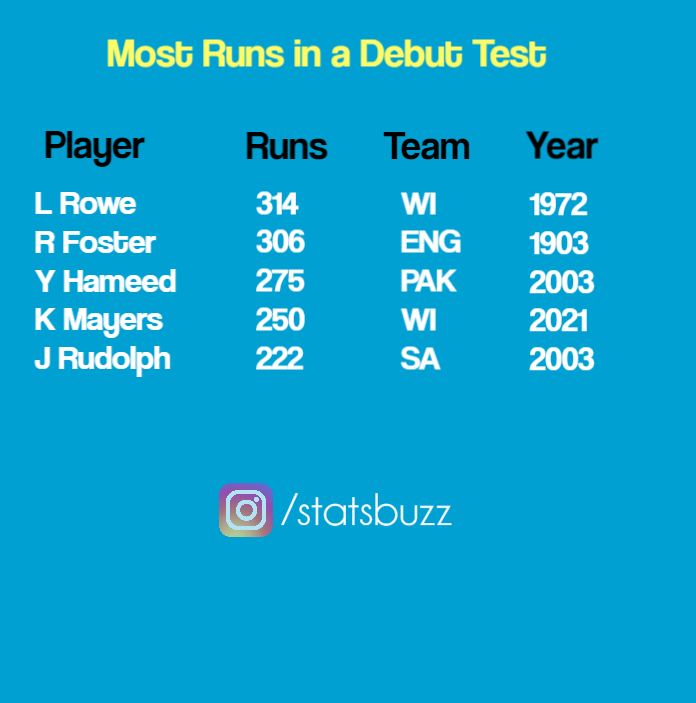 Most Runs in a Debut Test
Player Runs Team Year
L Rowe 314 WI 1972
R Foster 306 ENG 1903
Y Hameed 275 PAK 2003
K Mayers 250 WI 2021
J Rudolph 222 SA 2003
/statsbuzz